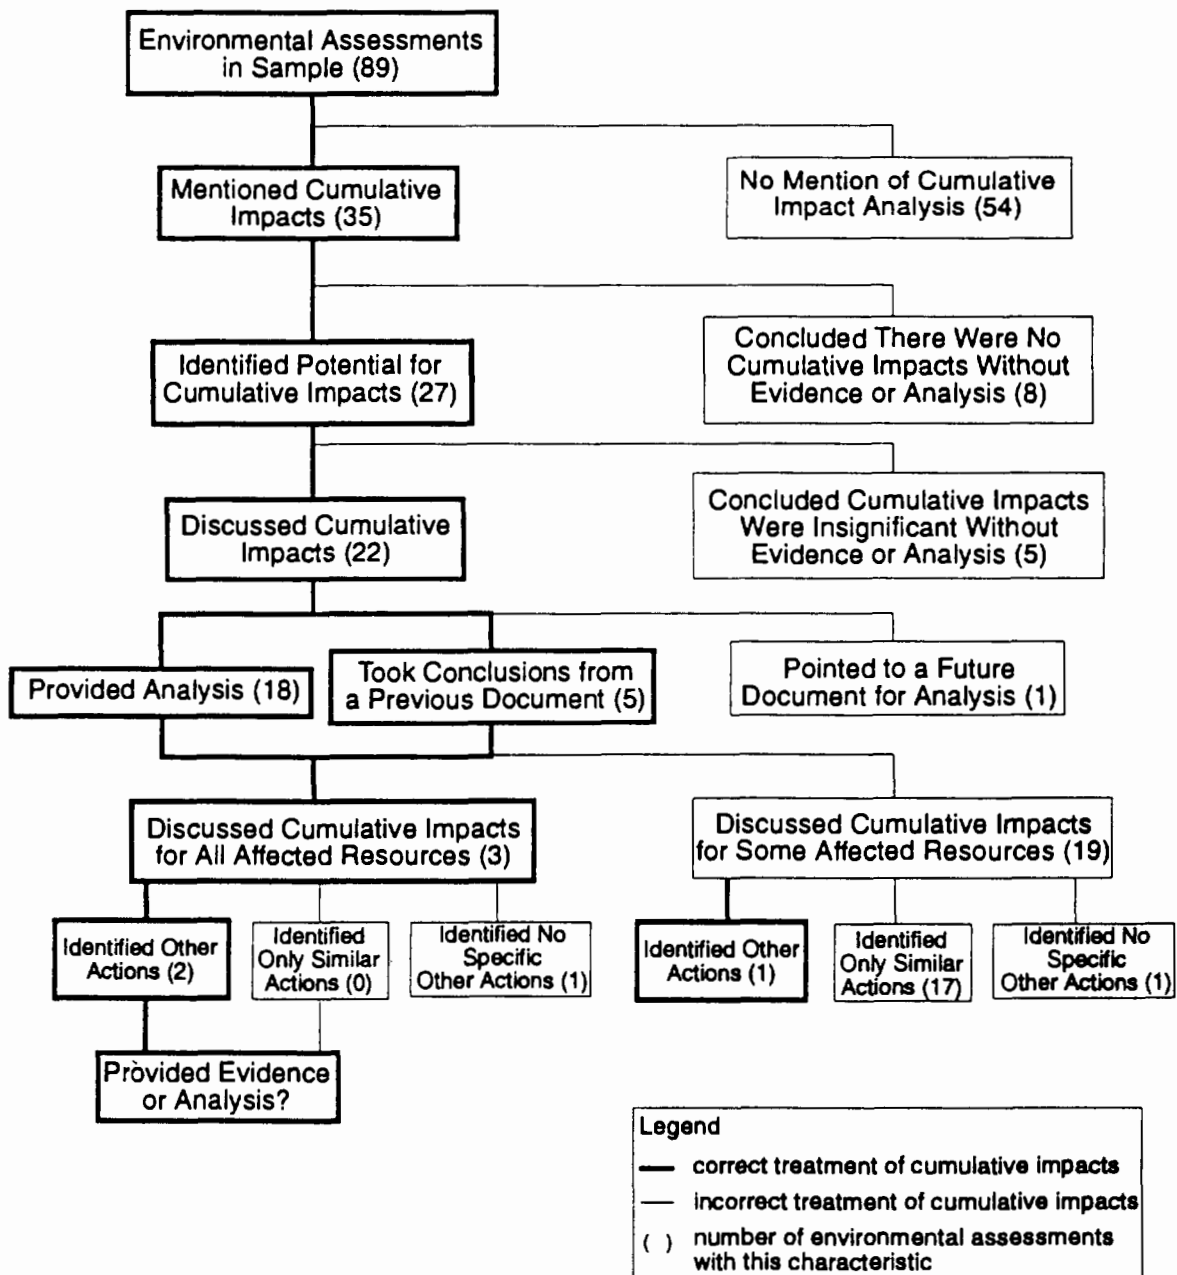 Environmental Assessments
in Sample (89)
Mentioned Cumulative
Impacts (35)
No Mention of Cumulative
Impact Analysis (54)
Identified Potential for
Cumulative Impacts (27)
Concluded There Were No
Cumulative Impacts Without
Evidence or Analysis (8)
Discussed Cumulative
Impacts (22)
Concluded Cumulative Impacts
Were Insignificant Without
Evidence or Analysis (5)
Provided Analysis (18)
Took Conclusions from
a Previous Document (5)
Pointed to a Future
Document for Analysis (1)
Discussed Cumulative Impacts
for All Affected Resources (3)
Discussed Cumulative Impacts
for Some Affected Resources (19)
Identified Other
Actions (2)
Identified
Only Similar
Actions (0)
Identified No
Specific
Other Actions (1)
Identified Other
Actions (1)
Identified
Only Similar
Actions (17)
Identified No
Specific
Other Actions (1)
Provided Evidence
or Analysis?
Legend
correct treatment of cumulative impacts
incorrect treatment of cumulative impacts
( ) number of environmental assessments
with this characteristic